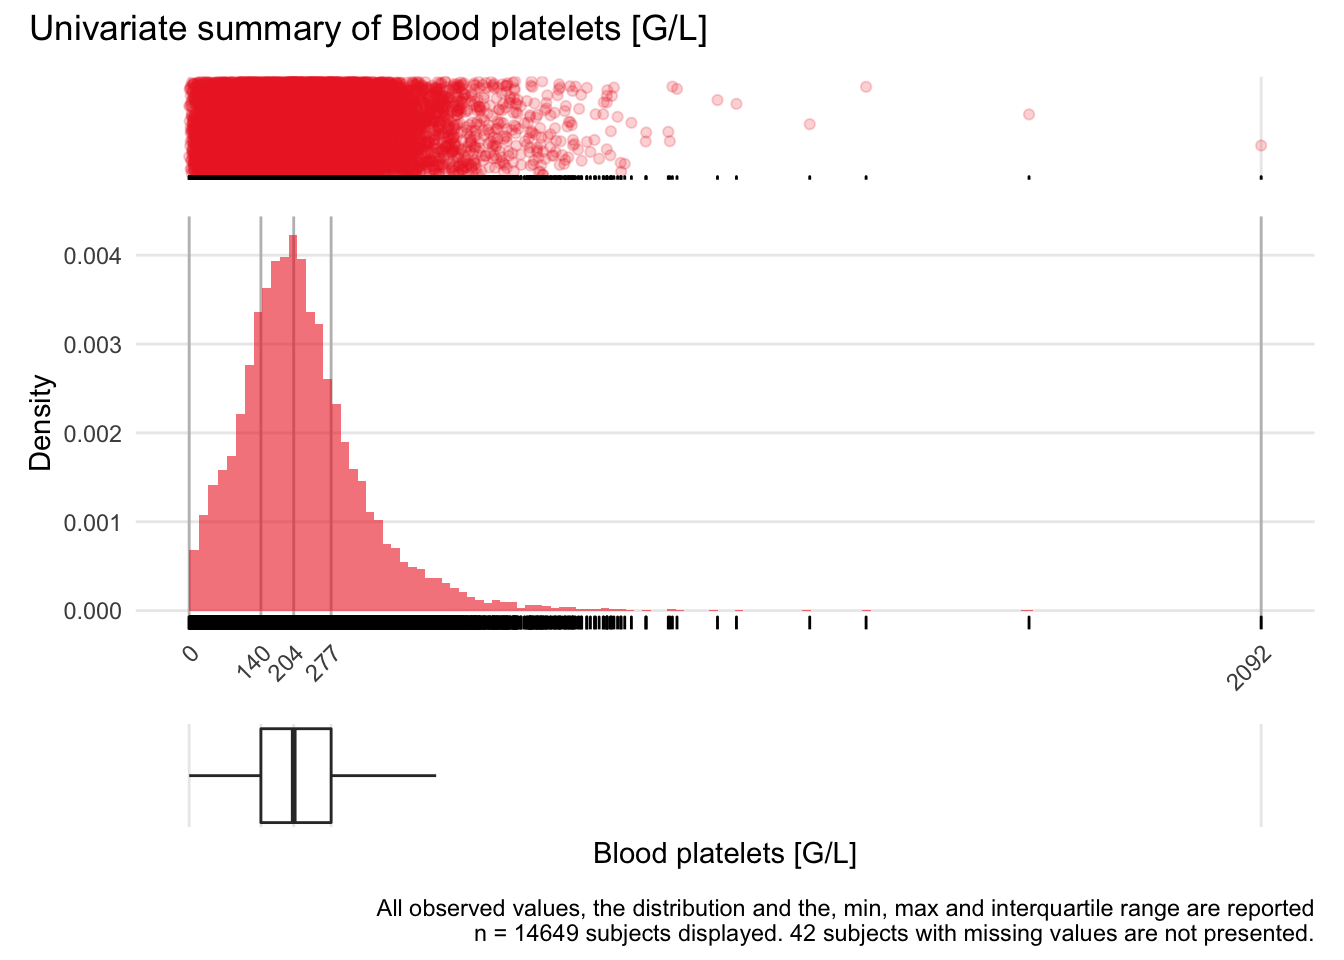 Univariate summary of Blood platelets [G/L]
0.004
0.003
0.002
0.001
0.000
Density
0
140
204
277
2092
Blood platelets [G/L]
All observed values, the distribution and the, min, max and interquartile range are reported
n = 14649 subjects displayed. 42 subjects with missing values are not presented.